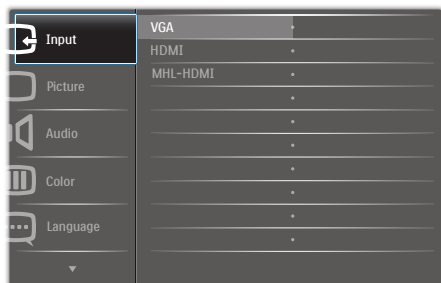 Input
Picture
Audio
Color
Language
VGA
HDMI
MHL-HDMI